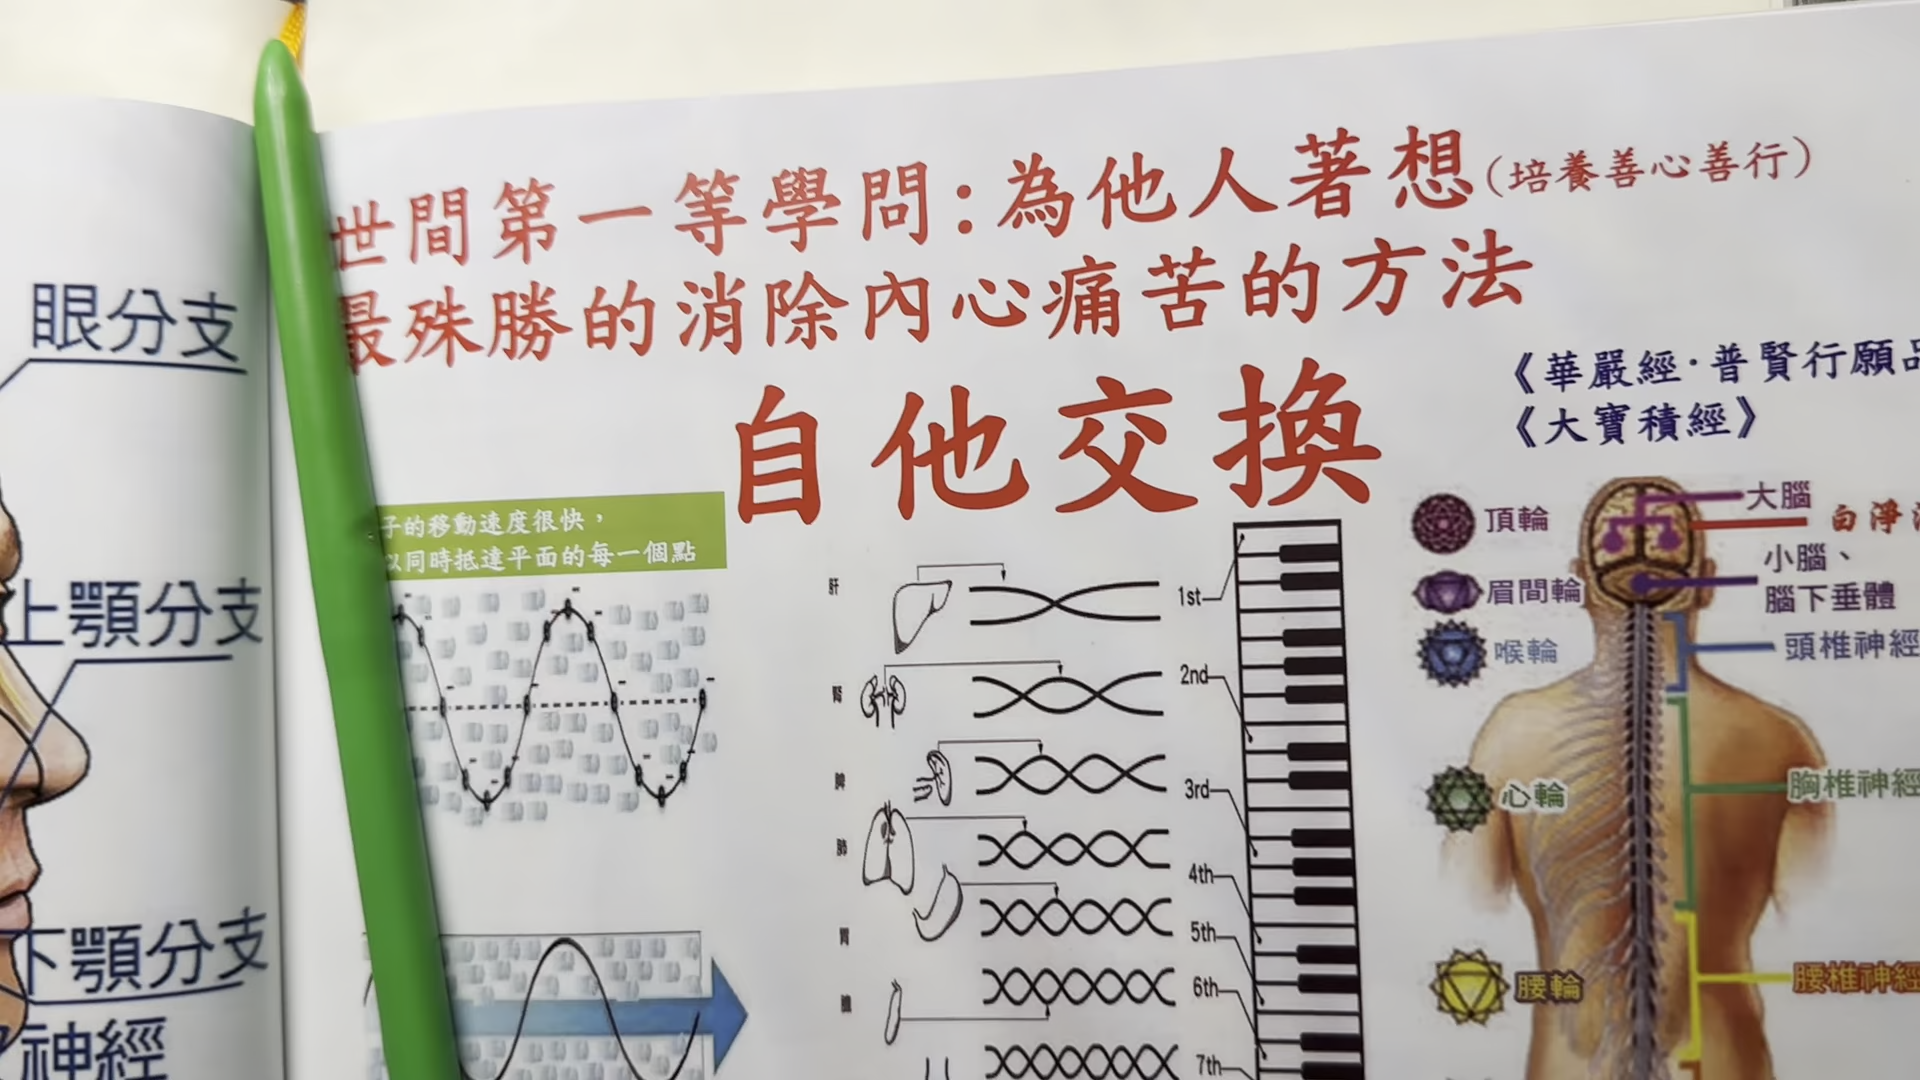 眼分支
上顎分支
下顎分支
神經
世間第一等學問:為他人著想(培養善心善行)
最殊勝的消除內心痛苦的方法
自他交換
《華嚴經·普賢行願品
《大寶積經》
子的移動速度很快，
以同時抵達平面的每一個點
肝
腎
脾
肺
胃
1st
2nd
3rd
4th
5th
6th
7th
頂輪
眉間輪
喉輪
心輪
腰輪
大腦
白淨
小腦、
腦下垂體
頭椎神經
胸椎神經
腰椎神經